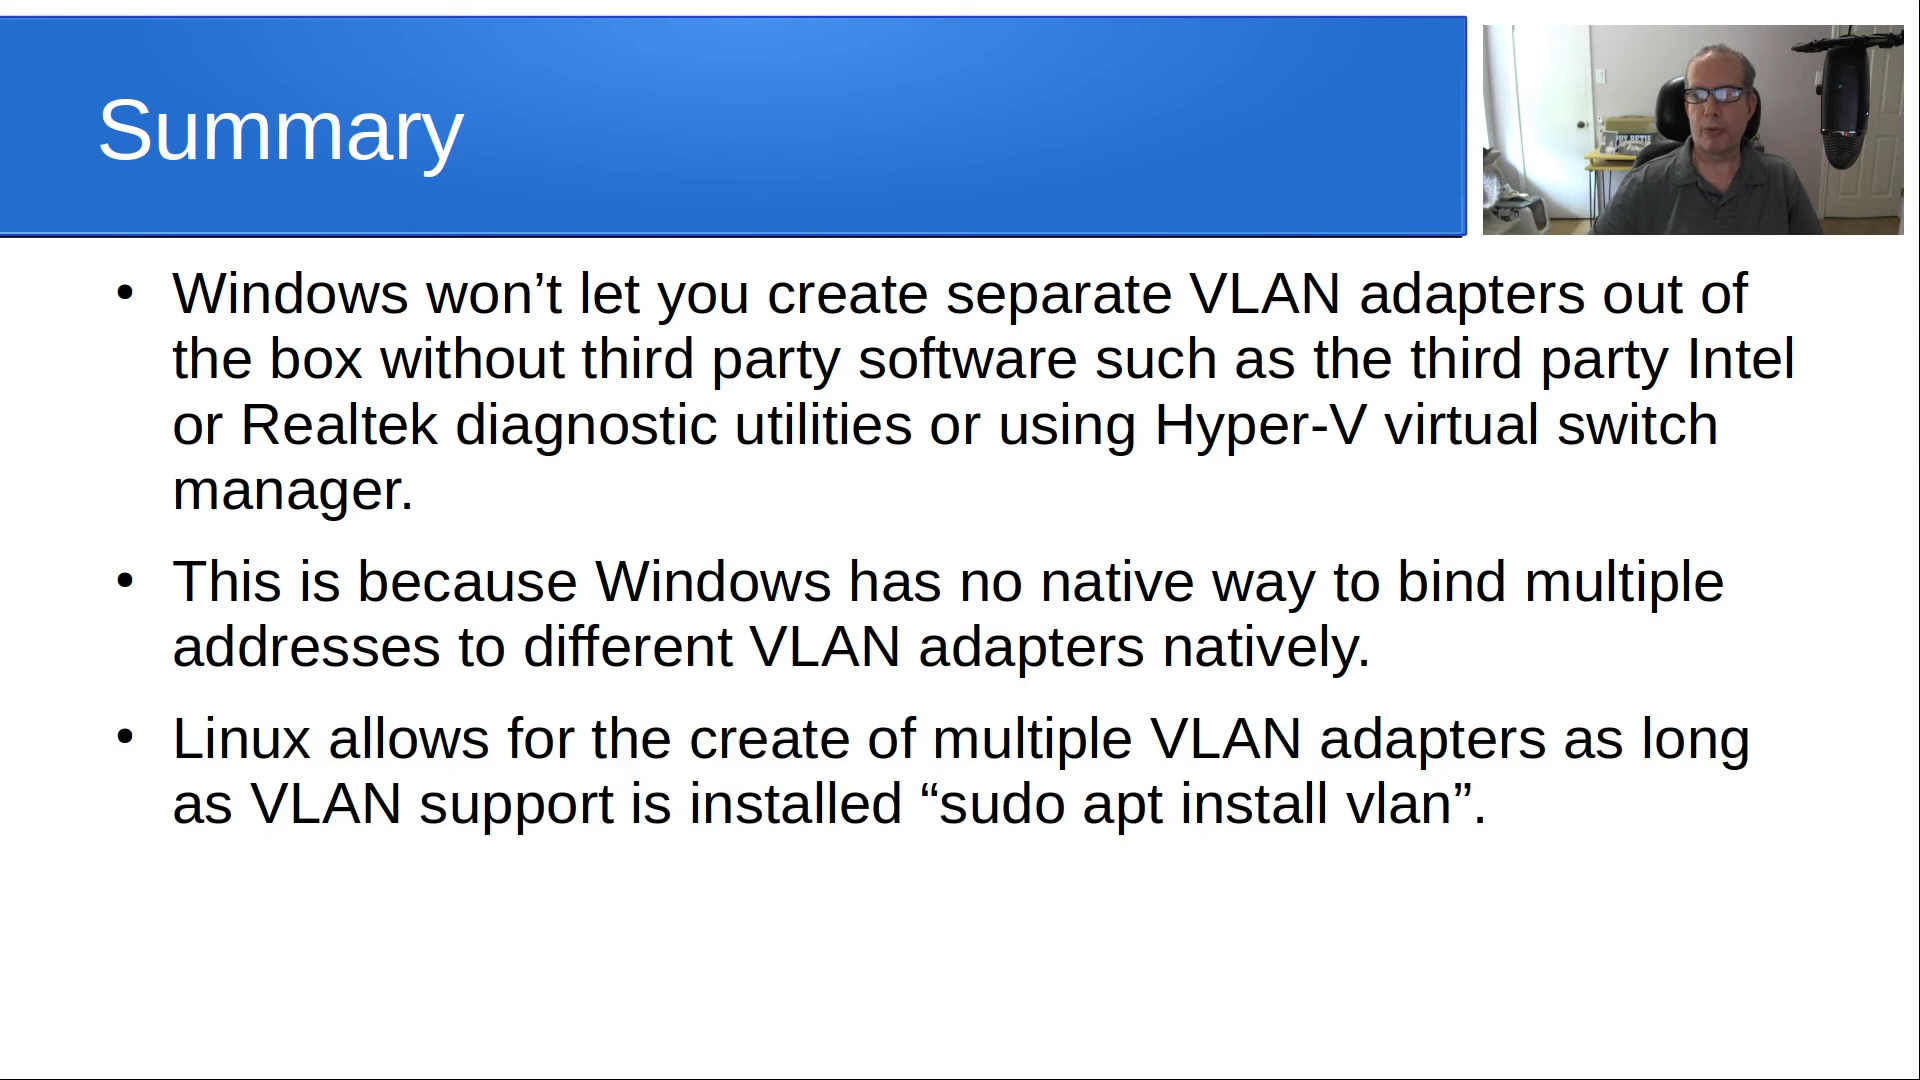 Summary
• Windows won’t let you create separate VLAN adapters out of
the box without third party software such as the third party Intel
or Realtek diagnostic utilities or using Hyper-V virtual switch
manager.
• This is because Windows has no native way to bind multiple
addresses to different VLAN adapters natively.
• Linux allows for the create of multiple VLAN adapters as long
as VLAN support is installed “sudo apt install vlan”.